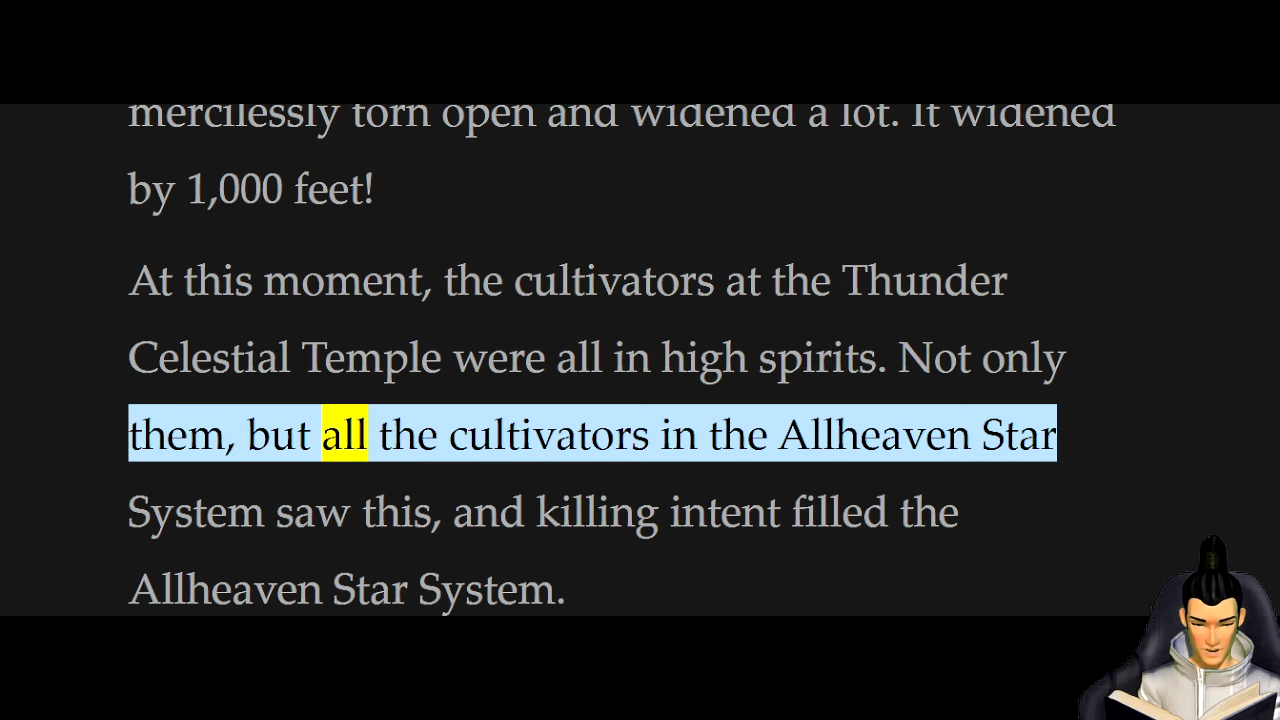 mercilessly torn open and widened a lot. It widened
by 1,000 feet!
At this moment, the cultivators at the Thunder
Celestial Temple were all in high spirits. Not only
them, but all the cultivators in the Allheaven Star
System saw this, and killing intent filled the
Allheaven Star System.